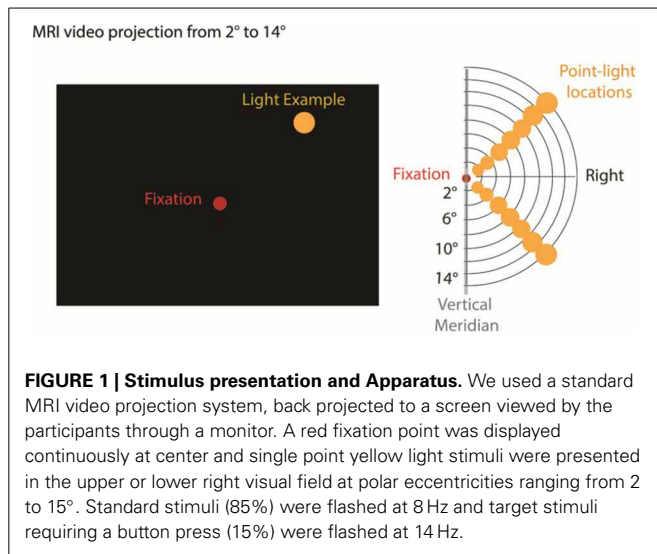 MRI video projection from 2° to 14°
Light Example
Fixation
Point-light
locations
Fixation
Right
2°
6°
10°
14°
Vertical
Meridian
FIGURE 1 | Stimulus presentation and Apparatus. We used a standard
MRI video projection system, back projected to a screen viewed by the
participants through a monitor. A red fixation point was displayed
continuously at center and single point yellow light stimuli were presented
in the upper or lower right visual field at polar eccentricities ranging from 2
to 15°. Standard stimuli (85%) were flashed at 8 Hz and target stimuli
requiring a button press (15%) were flashed at 14 Hz.